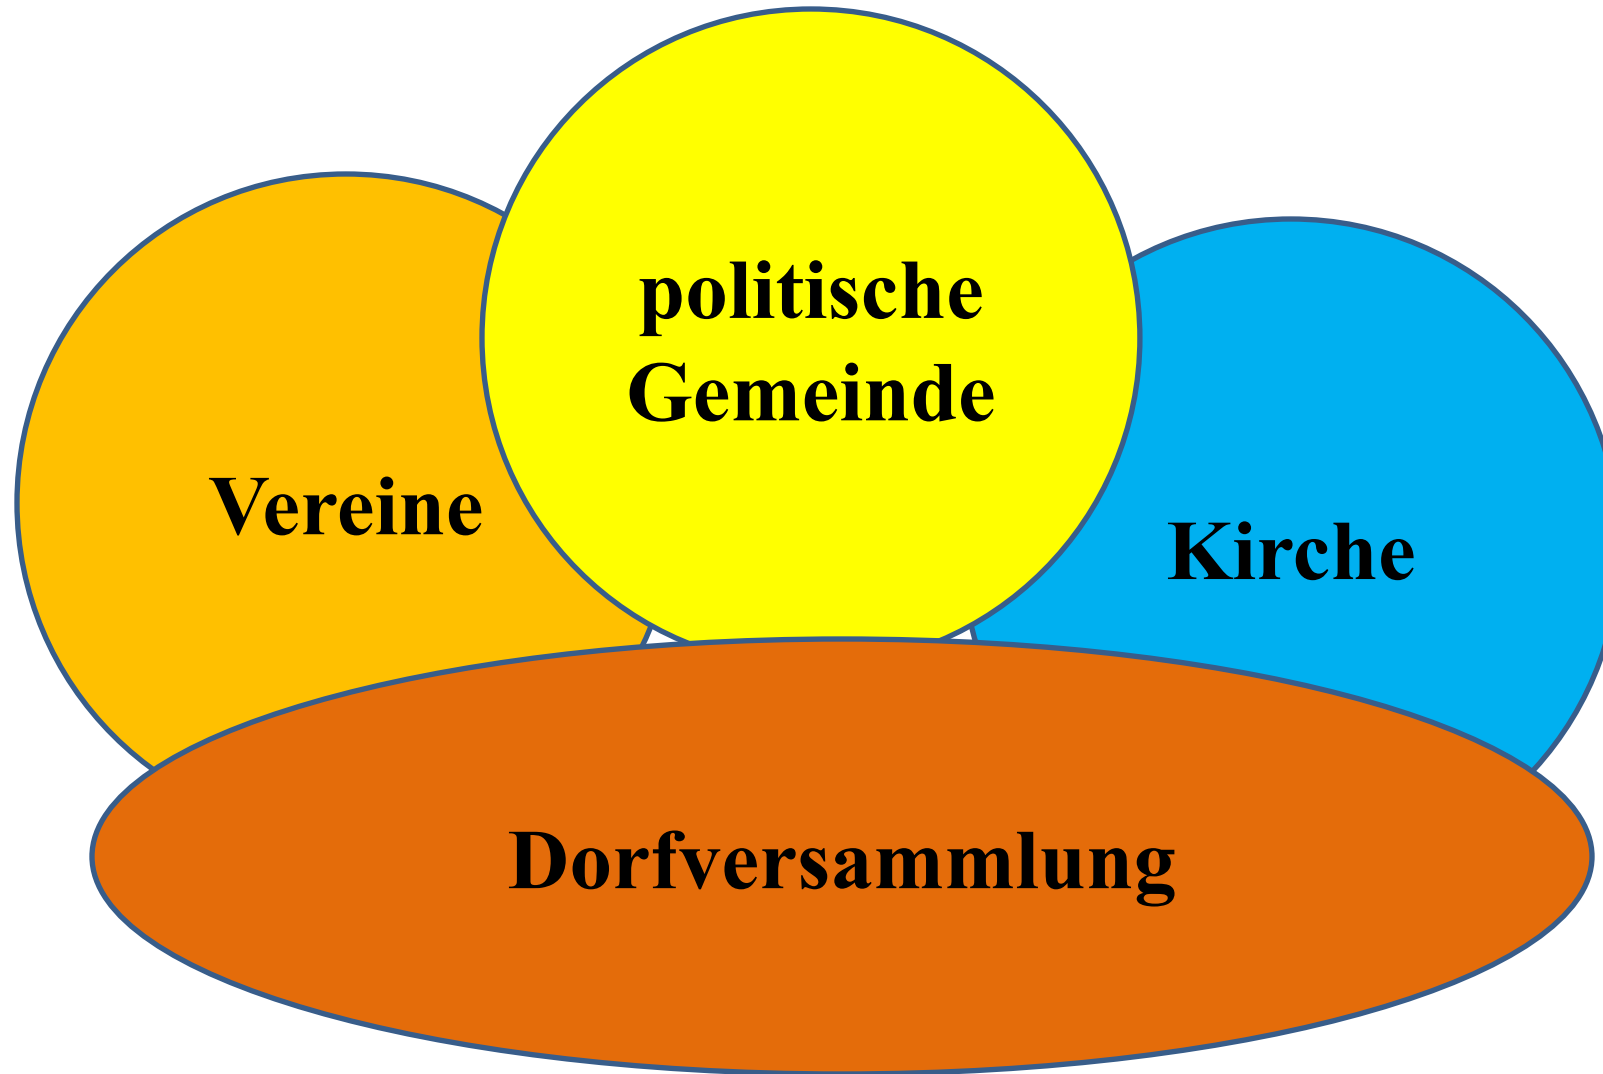 politische
Gemeinde
Vereine
Kirche
Dorfversammlung